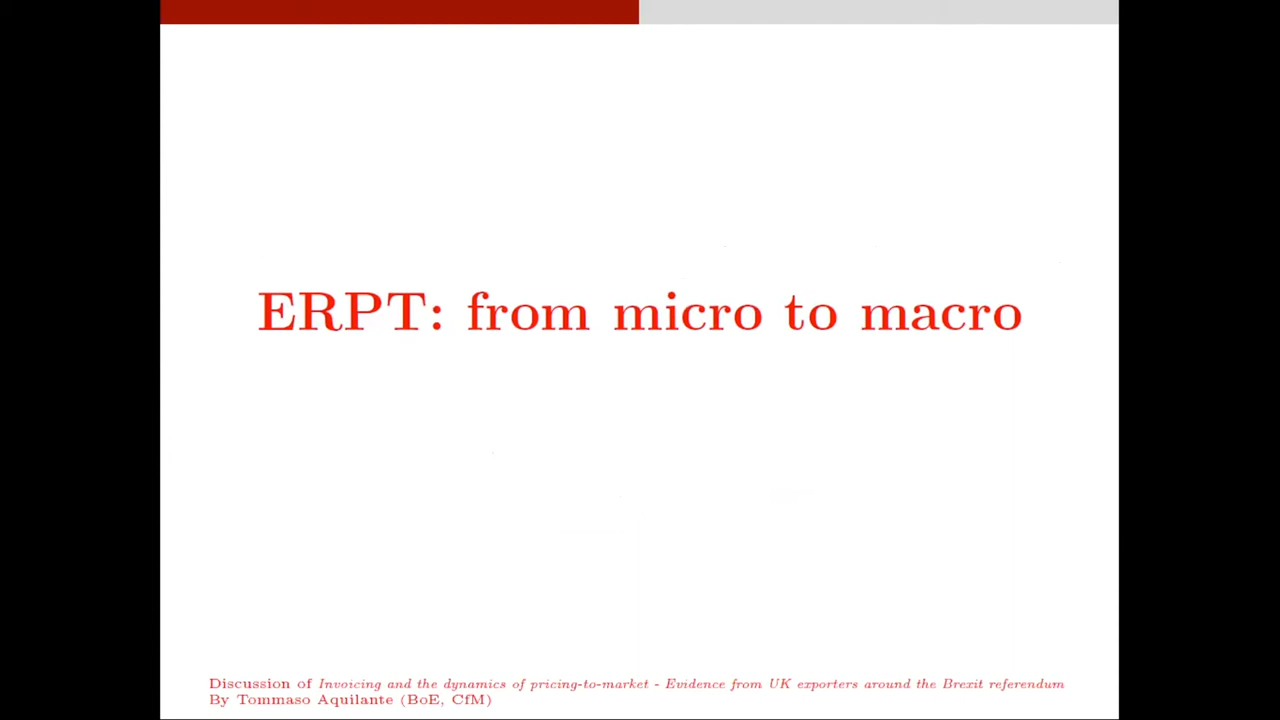 ERPT: from micro to macro
Discussion of Invoicing and the dynamics of pricing-to-market - Evidence from UK exporters around the Brexit referendum
By Tommaso Aquilante (BoE, CfM)